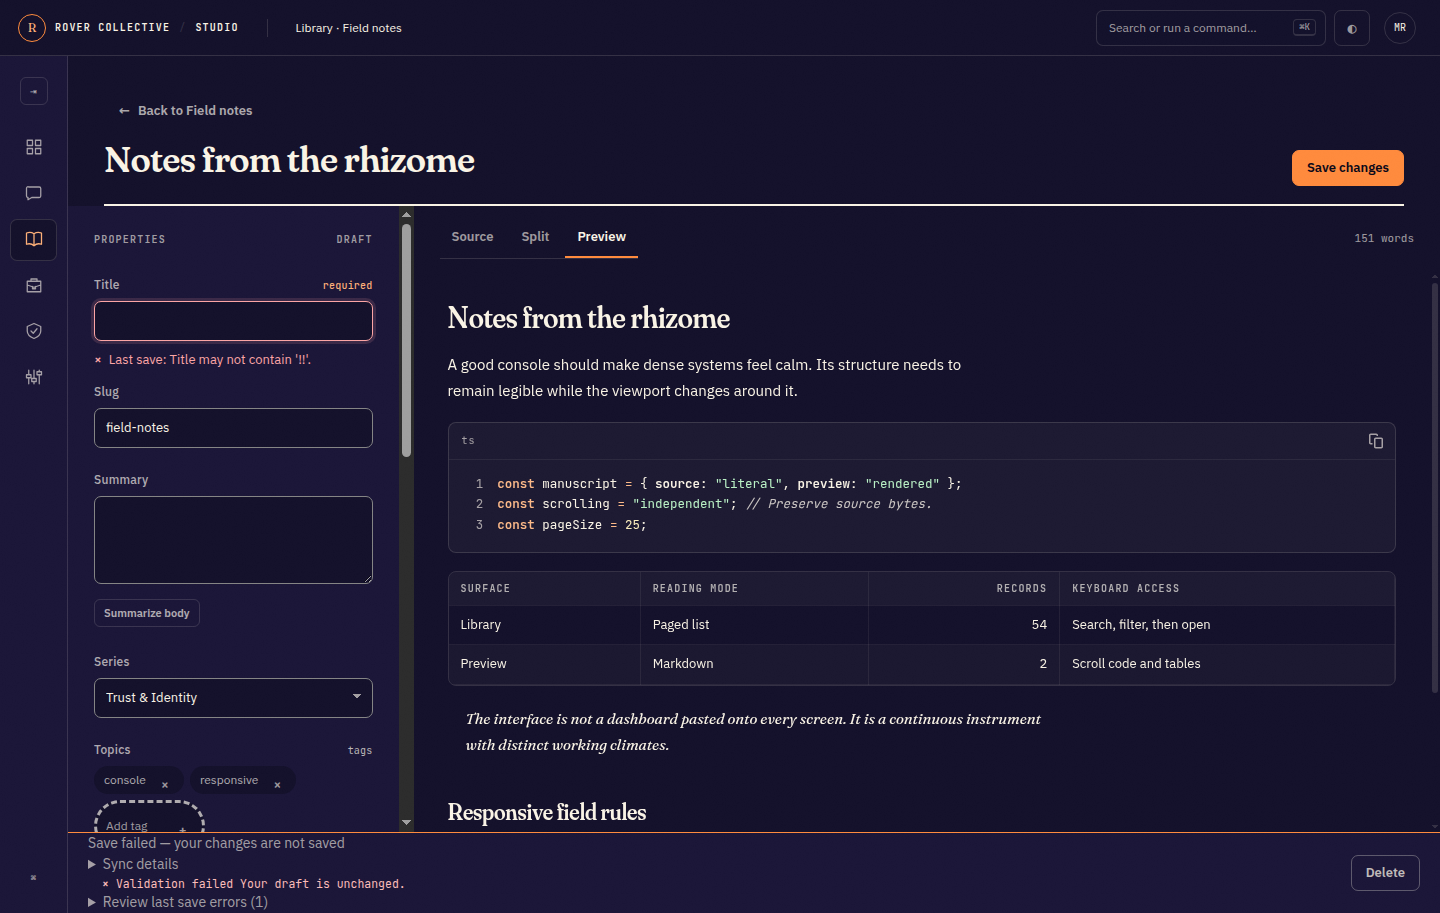 R ROVER COLLECTIVE / STUDIO Library · Field notes Search or run a command... ⌘K MR
← Back to Field notes
Notes from the rhizome
Save changes
PROPERTIES DRAFT
Title required
× Last save: Title may not contain '!!'.
Slug
field-notes
Summary
Summarize body
Series
Trust & Identity
Topics tags
console × responsive ×
Add tag +
Source Split Preview 151 words
Notes from the rhizome
A good console should make dense systems feel calm. Its structure needs to
remain legible while the viewport changes around it.
ts
1 const manuscript = { source: "literal", preview: "rendered" };
2 const scrolling = "independent"; // Preserve source bytes.
3 const pageSize = 25;
SURFACE READING MODE RECORDS KEYBOARD ACCESS
Library Paged list 54 Search, filter, then open
Preview Markdown 2 Scroll code and tables
The interface is not a dashboard pasted onto every screen. It is a continuous instrument
with distinct working climates.
Responsive field rules
Save failed — your changes are not saved
▶ Sync details
× Validation failed Your draft is unchanged.
▶ Review last save errors (1)
Delete
⌘